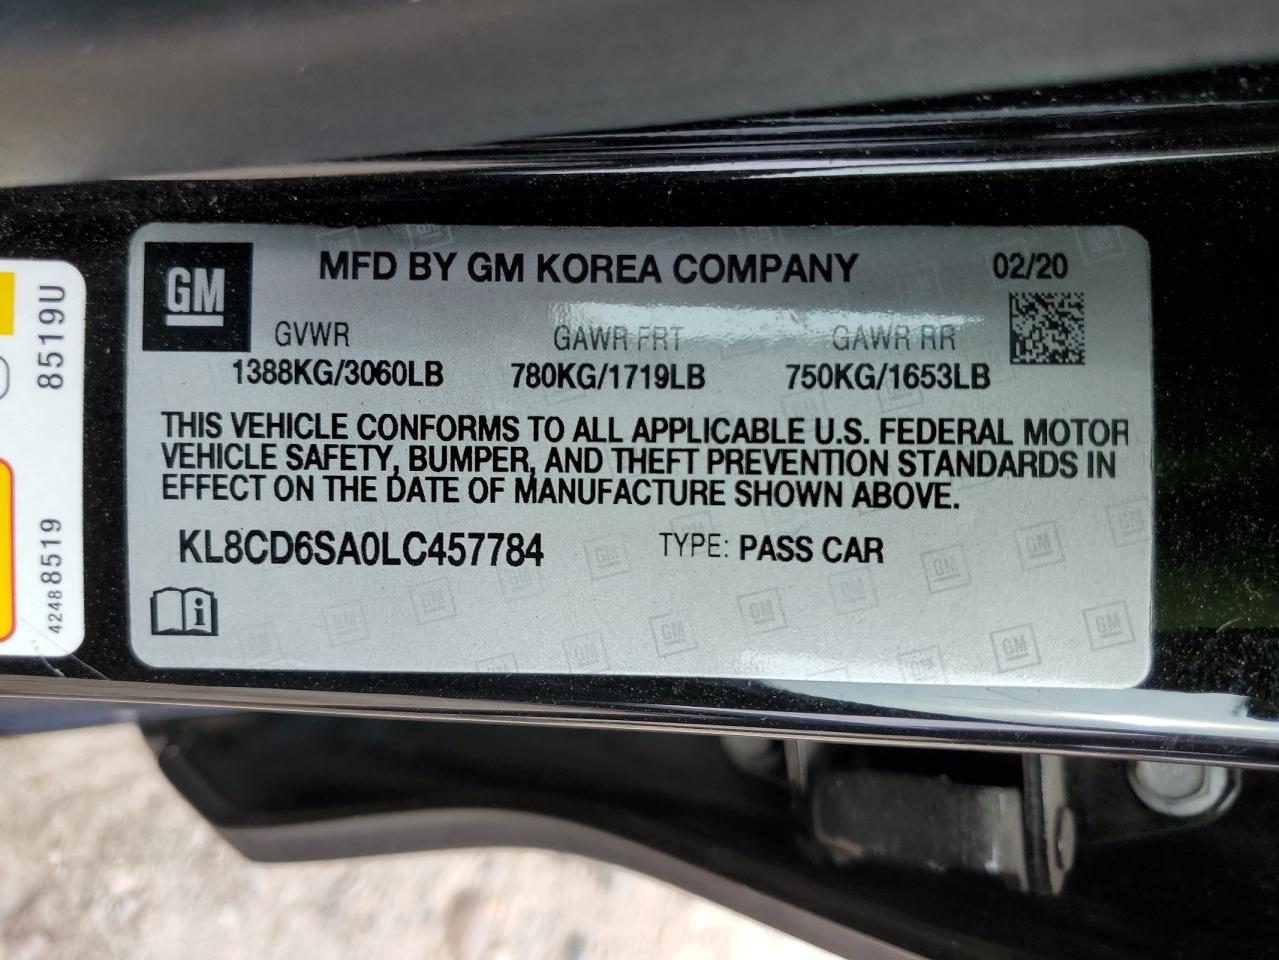 GM
MFD BY GM KOREA COMPANY
02/20
GVWR
GAWR FRT
GAWR RR
1388KG/3060LB
780KG/1719LB
750KG/1653LB
THIS VEHICLE CONFORMS TO ALL APPLICABLE U.S. FEDERAL MOTOR
VEHICLE SAFETY, BUMPER, AND THEFT PREVENTION STANDARDS IN
EFFECT ON THE DATE OF MANUFACTURE SHOWN ABOVE.
KL8CD6SA0LC457784
TYPE: PASS CAR
i
8519U
42488519